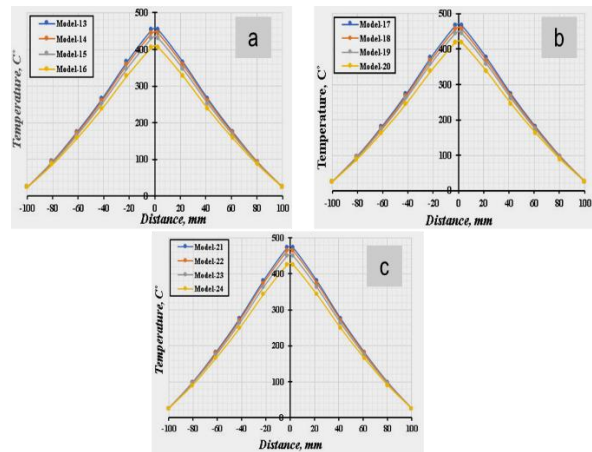 a
Model-13
Model-14
Model-15
Model-16
Temperature, C°
500
400
300
200
100
0
-100 -80 -60 -40 -20 0 20 40 60 80 100
Distance, mm
b
Model-17
Model-18
Model-19
Model-20
Temperature, C°
500
400
300
200
100
0
-100 -80 -60 -40 -20 0 20 40 60 80 100
Distance, mm
c
Model-21
Model-22
Model-23
Model-24
Temperature, C°
500
400
300
200
100
0
-100 -80 -60 -40 -20 0 20 40 60 80 100
Distance, mm